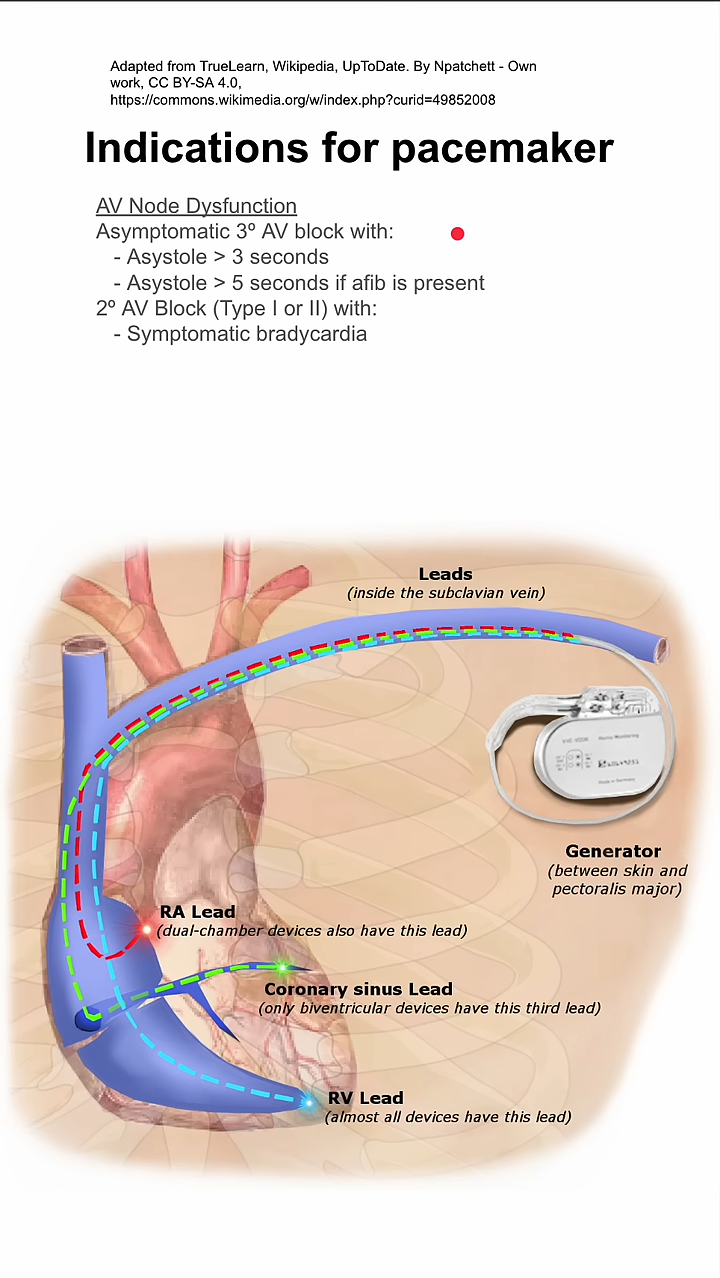 Adapted from TrueLearn, Wikipedia, UpToDate. By Npatchett - Own
work, CC BY-SA 4.0,
https://commons.wikimedia.org/w/index.php?curid=49852008
Indications for pacemaker
AV Node Dysfunction
Asymptomatic 3º AV block with:
- Asystole > 3 seconds
- Asystole > 5 seconds if afib is present
2º AV Block (Type I or II) with:
- Symptomatic bradycardia
Leads
(inside the subclavian vein)
Generator
(between skin and
pectoralis major)
RA Lead
(dual-chamber devices also have this lead)
Coronary sinus Lead
(only biventricular devices have this third lead)
RV Lead
(almost all devices have this lead)